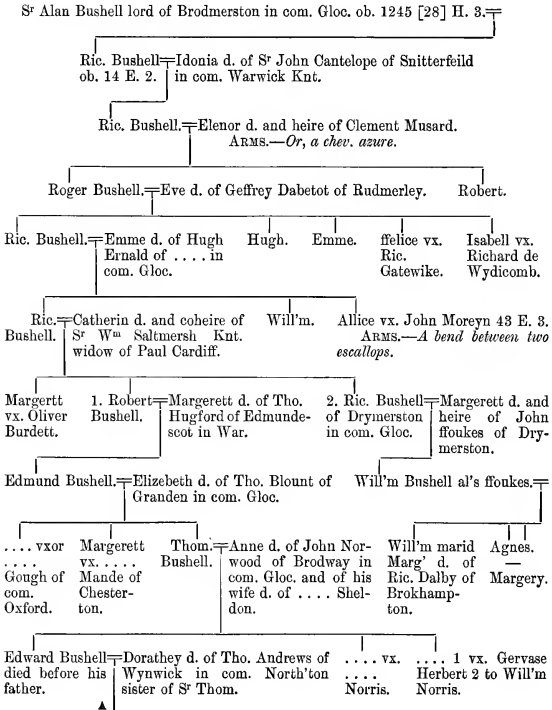 Sr Alan Bushell lord of Brodmerston in com. Gloc. ob. 1245 [28] H. 3.
Ric. Bushell
ob. 14 E. 2.
Idonia d. of Sr John Cantelope of Snitterfeild
in com. Warwick Knt.
Ric. Bushell.
Elenor d. and heire of Clement Musard.
ARMS.—Or, a chev. azure.
Roger Bushell.
Eve d. of Geffrey Dabetot of Rudmerley.
Robert.
Ric. Bushell.
Emme d. of Hugh
Ernald of . . . . in
com. Gloc.
Hugh.
Emme.
ffelice vx.
Ric.
Gatewike.
Isabell vx.
Richard de
Wydicomb.
Ric.
Bushell.
Catherin d. and coheire of
Sr Wm Saltmersh Knt.
widow of Paul Cardiff.
Will'm.
Allice vx. John Moreyn 43 E. 3.
ARMS.—A bend between two
escallops.
Margertt
vx. Oliver
Burdett.
1. Robert
Bushell.
Margerett d. of Tho.
Hugford of Edmunde-
scot in War.
2. Ric. Bushell
of Drymerston
in com. Gloc.
Margerett d. and
heire of John
ffoukes of Dry-
merston.
Edmund Bushell.
Elizebeth d. of Tho. Blount of
Granden in com. Gloc.
Will'm Bushell al's ffoukes.
. . . . vxor
. . . .
Gough of
com.
Oxford.
Margerett
vx. . . . . .
Mande of
Chester-
ton.
Thom.
Bushell.
Anne d. of John Nor-
wood of Brodway in
com. Gloc. and of his
wife d. of . . . . Shel-
don.
Will'm marid
Marg' d. of
Ric. Dalby of
Brokhamp-
ton.
Agnes.
—
Margery.
Edward Bushell
died before his
father.
Dorathey d. of Tho. Andrews of
Wynwick in com. North'ton
sister of Sr Thom.
. . . . vx.
. . . .
Norris.
. . . . 1 vx. Gervase
Herbert 2 to Will'm
Norris.